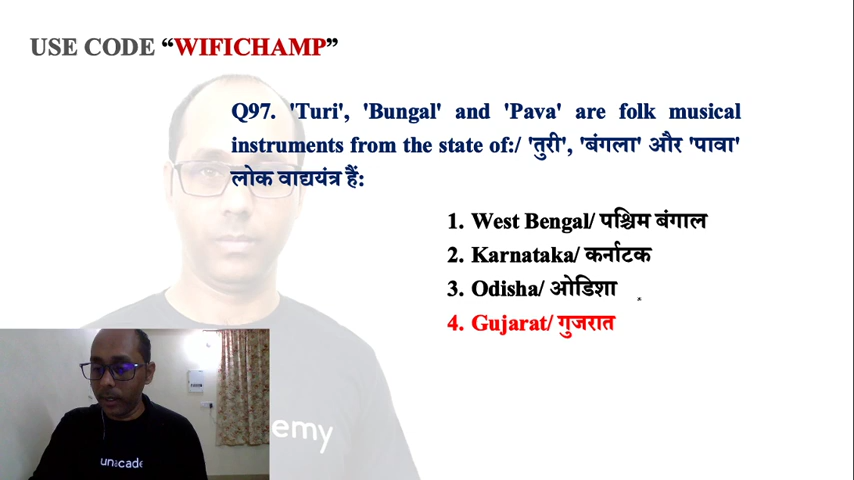 USE CODE “WIFICHAMP”
Q97. 'Turi', 'Bungal' and 'Pava' are folk musical
instruments from the state of:/ 'तुरी', 'बंगला' और 'पावा'
लोक वाद्ययंत्र हैं:
1. West Bengal/ पश्चिम बंगाल
2. Karnataka/ कर्नाटक
3. Odisha/ ओडिशा
4. Gujarat/ गुजरात
emy
unacade